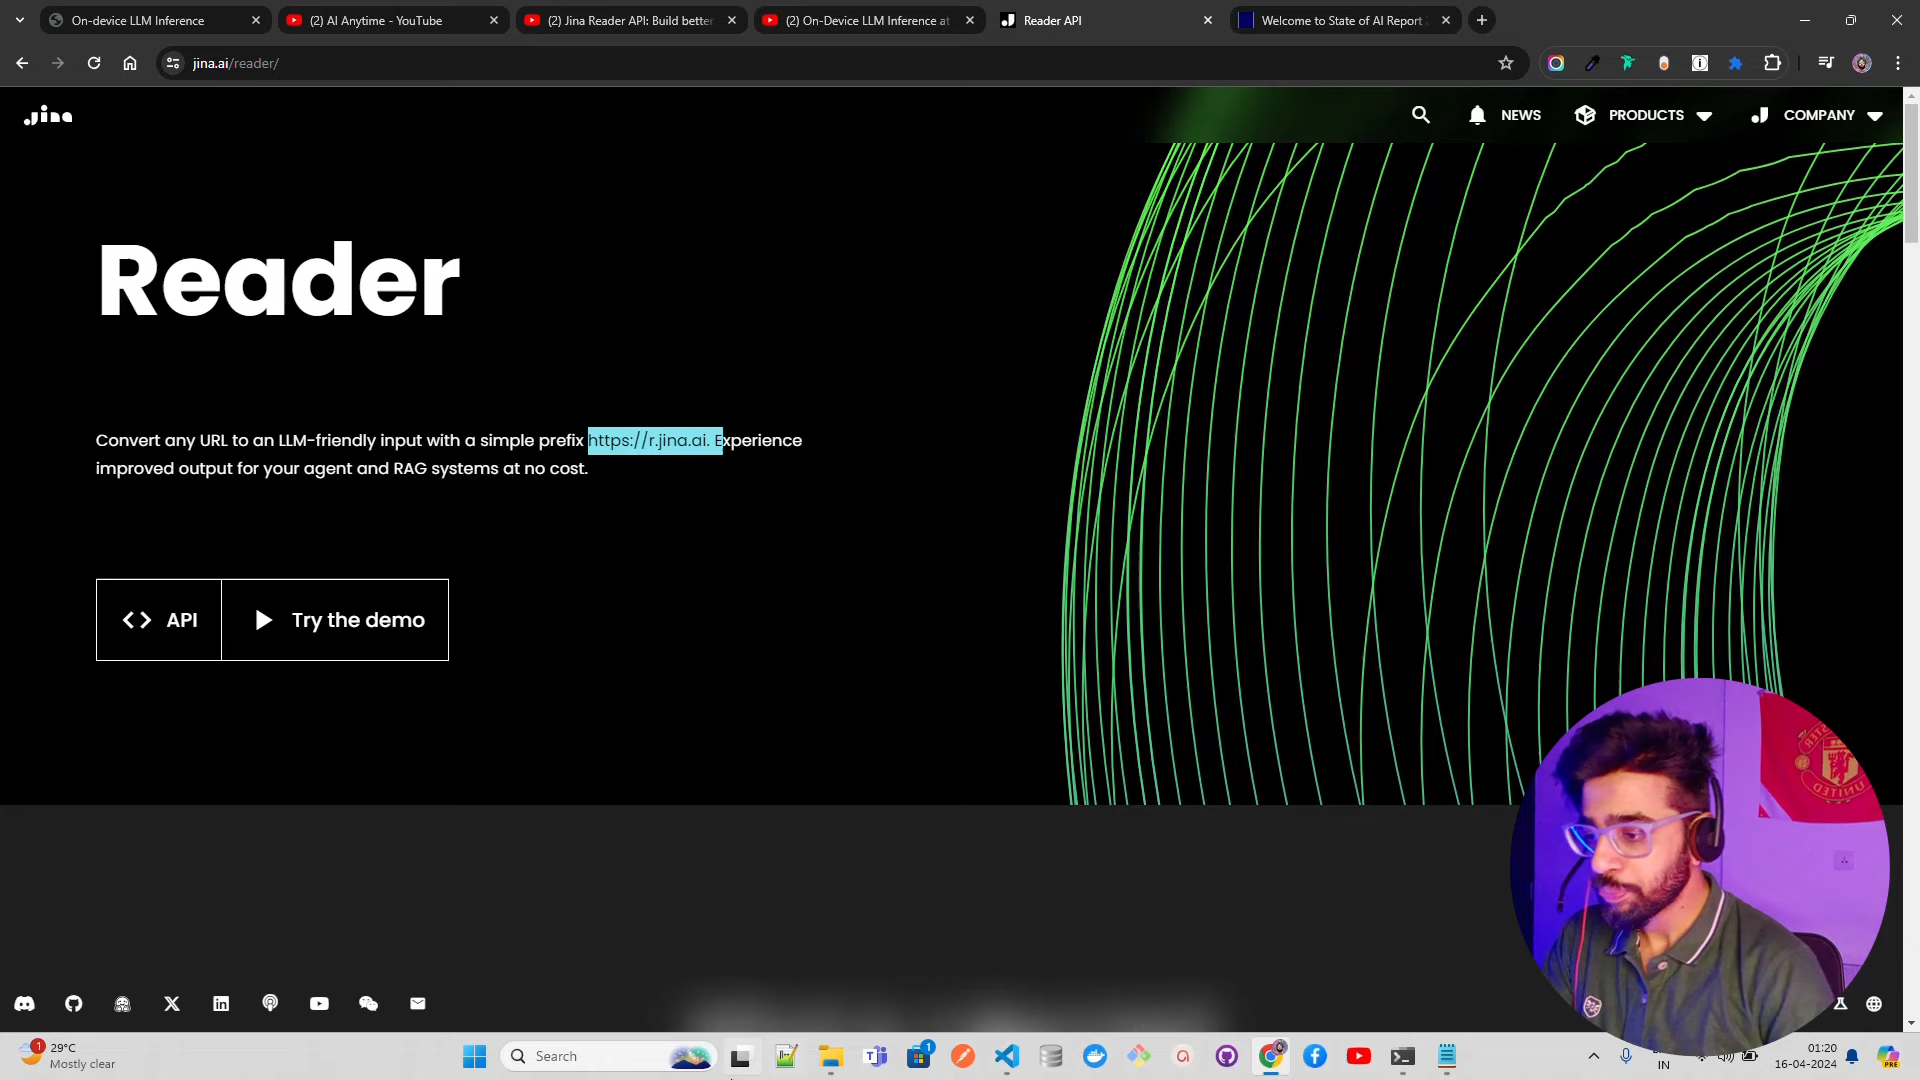 On-device LLM Inference
(2) AI Anytime - YouTube
(2) Jina Reader API: Build better
(2) On-Device LLM Inference at
Reader API
Welcome to State of AI Report
jina.ai/reader/
Jina
NEWS
PRODUCTS
COMPANY
Reader
Convert any URL to an LLM-friendly input with a simple prefix https://r.jina.ai. Experience
improved output for your agent and RAG systems at no cost.
<> API
Try the demo
1
29°C
Mostly clear
Search
1
IN
01:20
16-04-2024
PRE